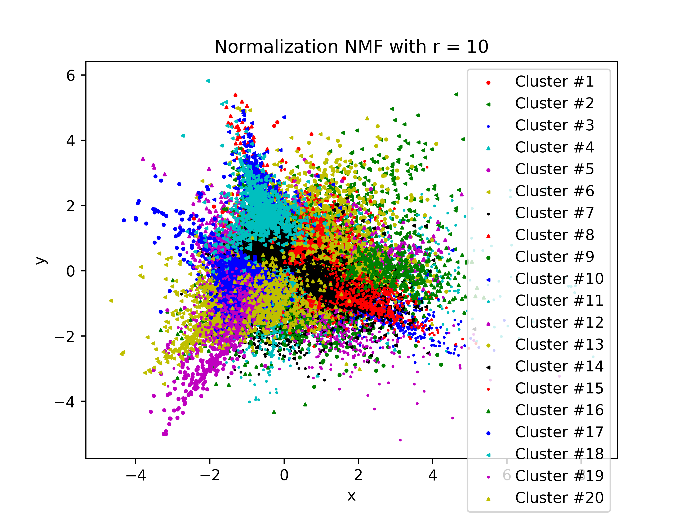 Normalization NMF with r = 10
6
4
2
0
−2
−4
y
−4
−2
0
2
4
6
x
Cluster #1
Cluster #2
Cluster #3
Cluster #4
Cluster #5
Cluster #6
Cluster #7
Cluster #8
Cluster #9
Cluster #10
Cluster #11
Cluster #12
Cluster #13
Cluster #14
Cluster #15
Cluster #16
Cluster #17
Cluster #18
Cluster #19
Cluster #20